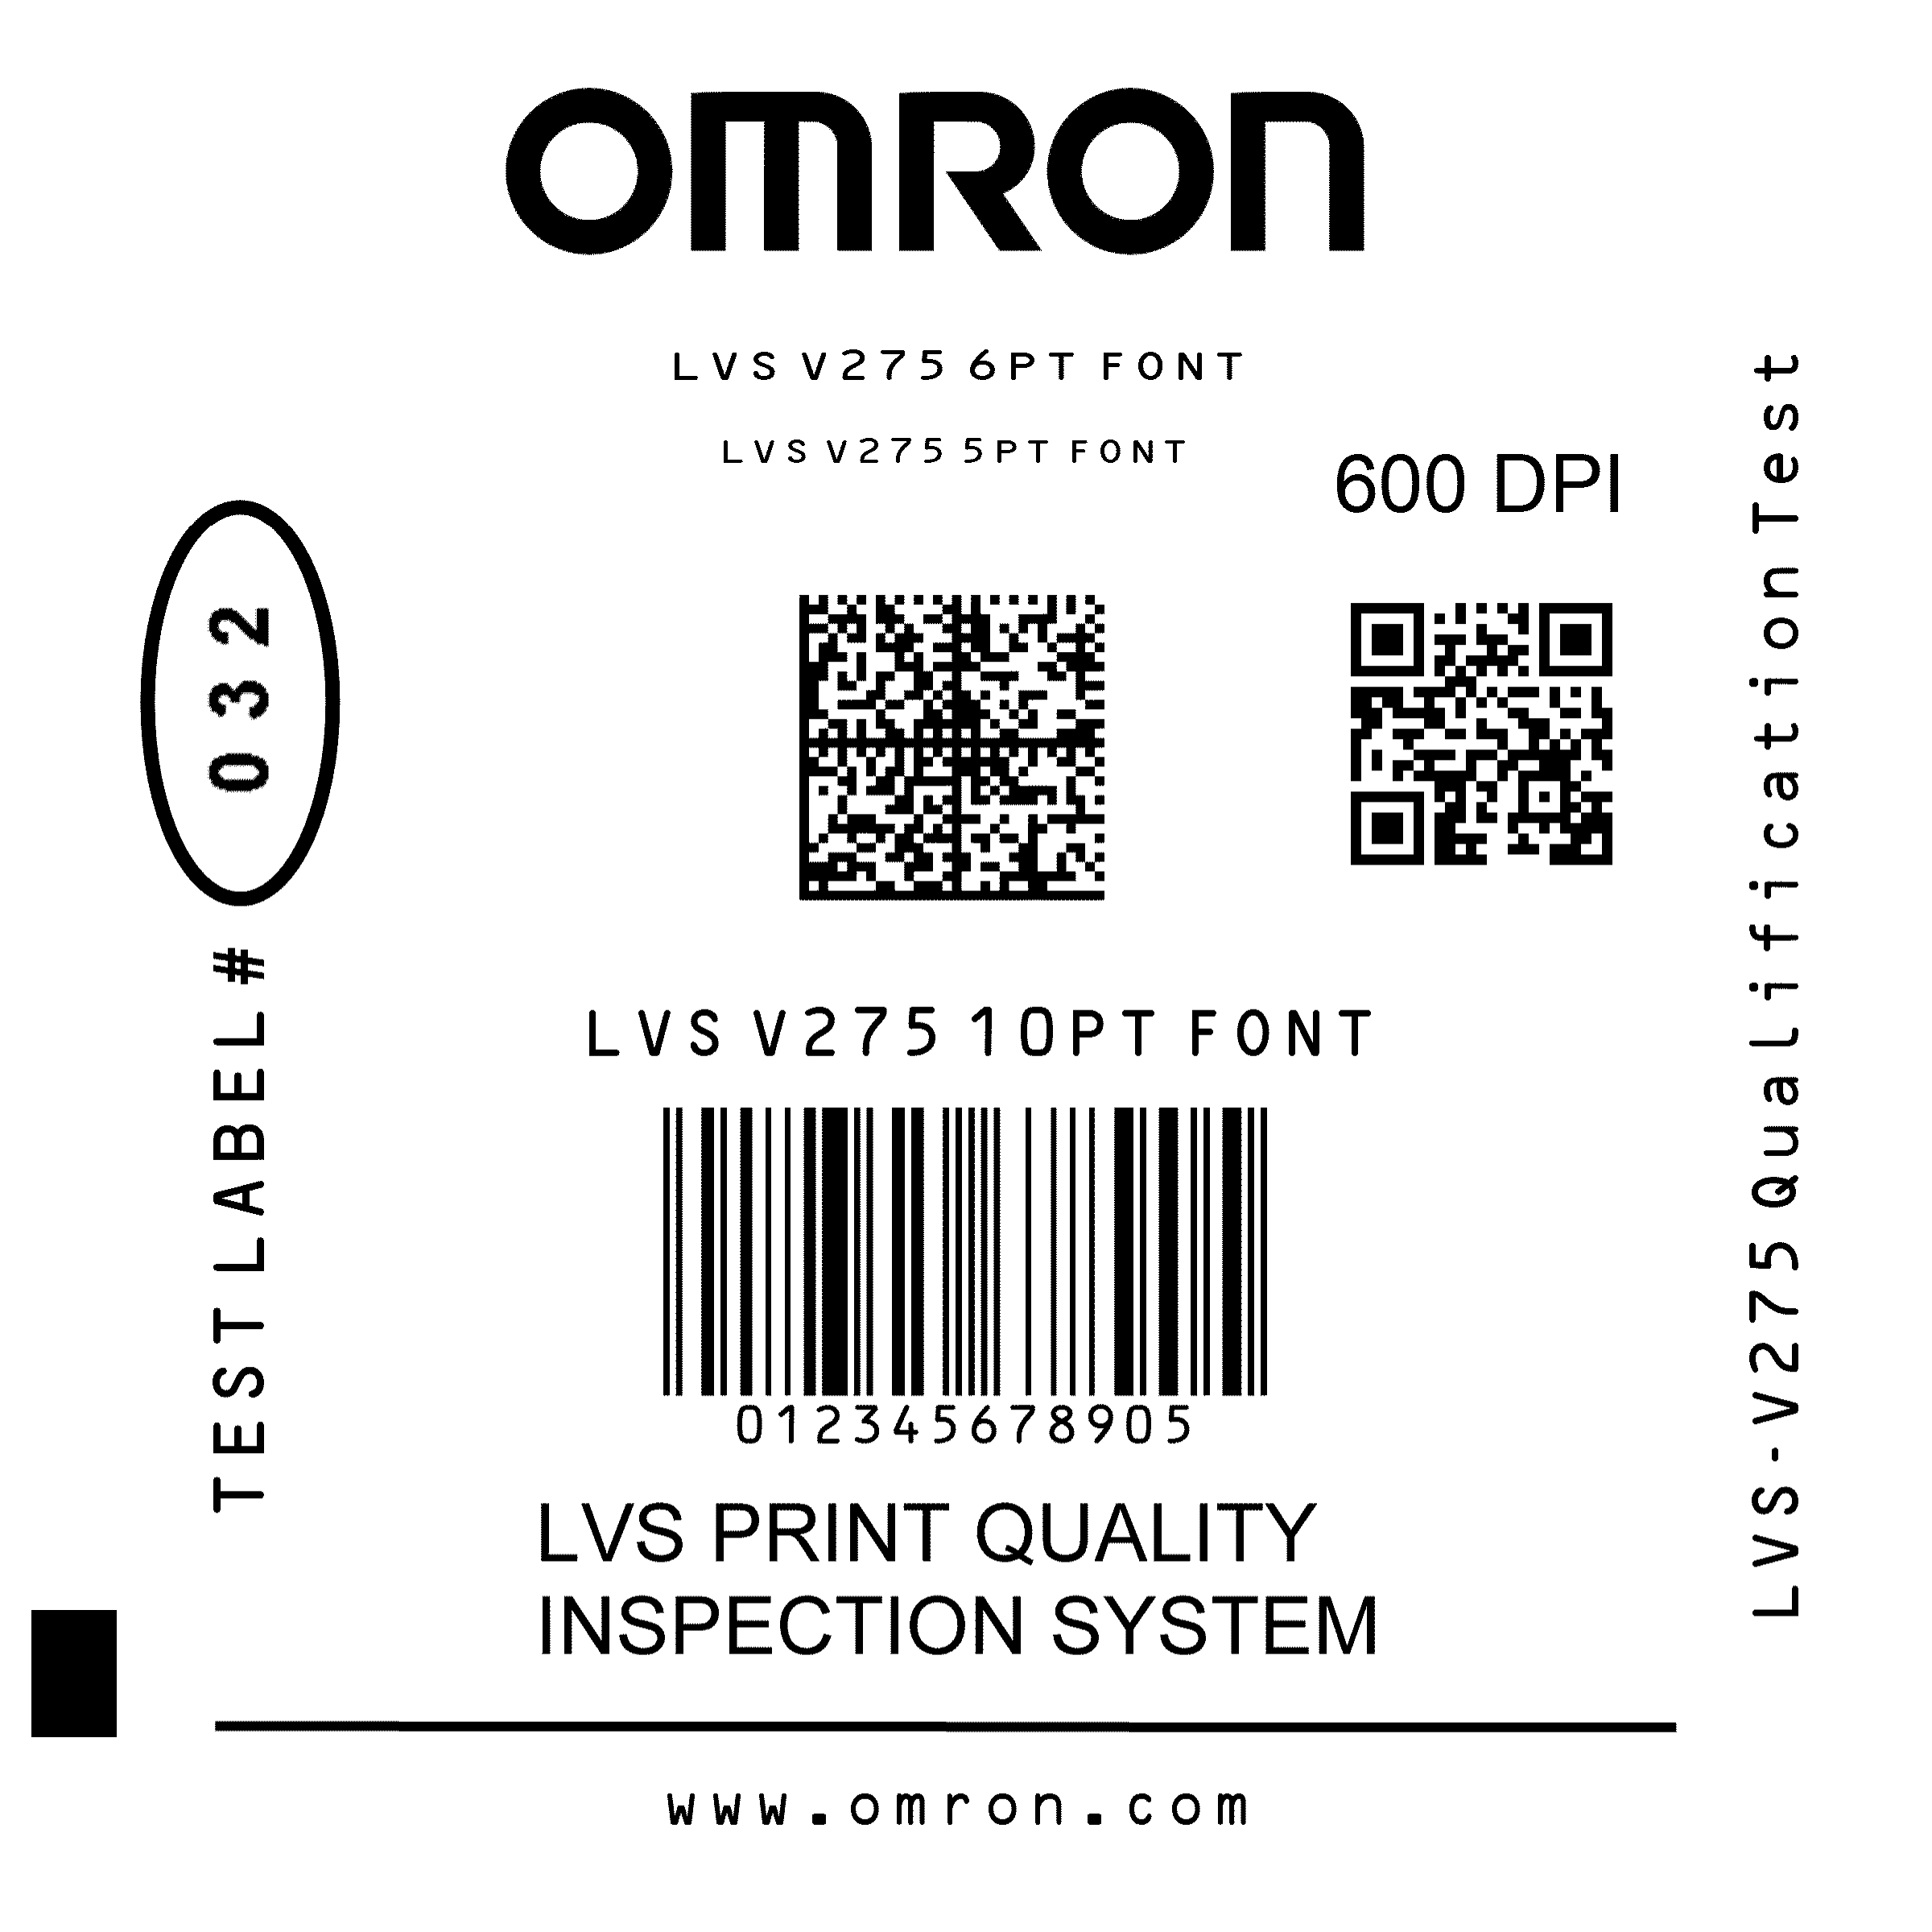 OMRON
LVS V275 6PT FONT
LVS V275 5PT FONT
600 DPI
TEST LABEL # 032
LVS V275 10PT FONT
012345678905
LVS PRINT QUALITY
INSPECTION SYSTEM
www.omron.com
LVS-V275 Qualification Test